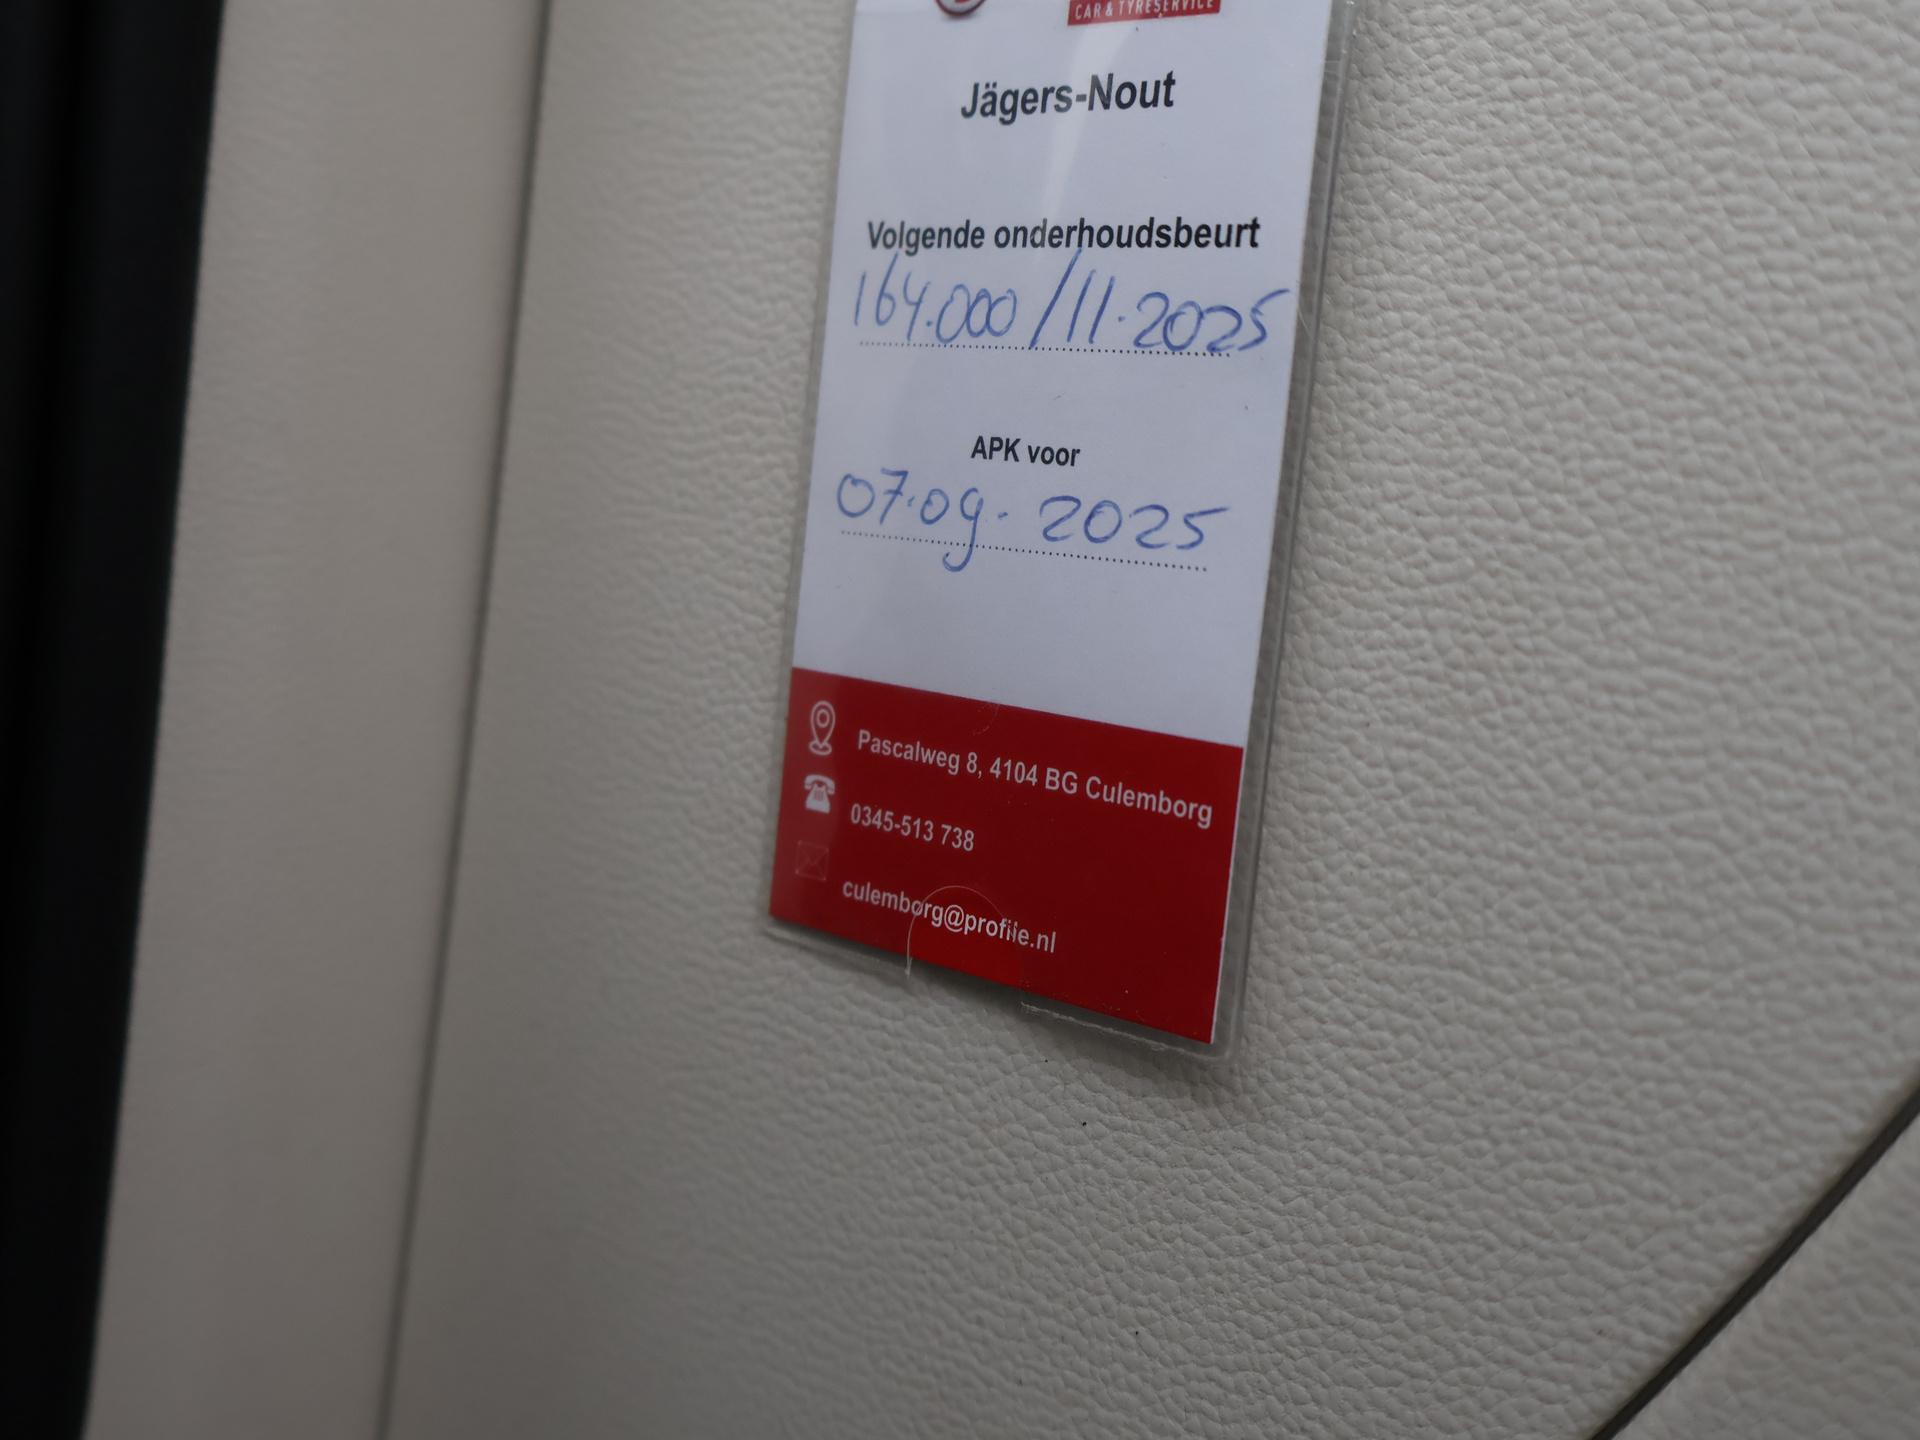 CAR & TYRESERVICE
Jägers-Nout
Volgende onderhoudsbeurt
164.000 / 11.2025
APK voor
07.09.2025
Pascalweg 8, 4104 BG Culemborg
0345-513 738
culemborg@profile.nl